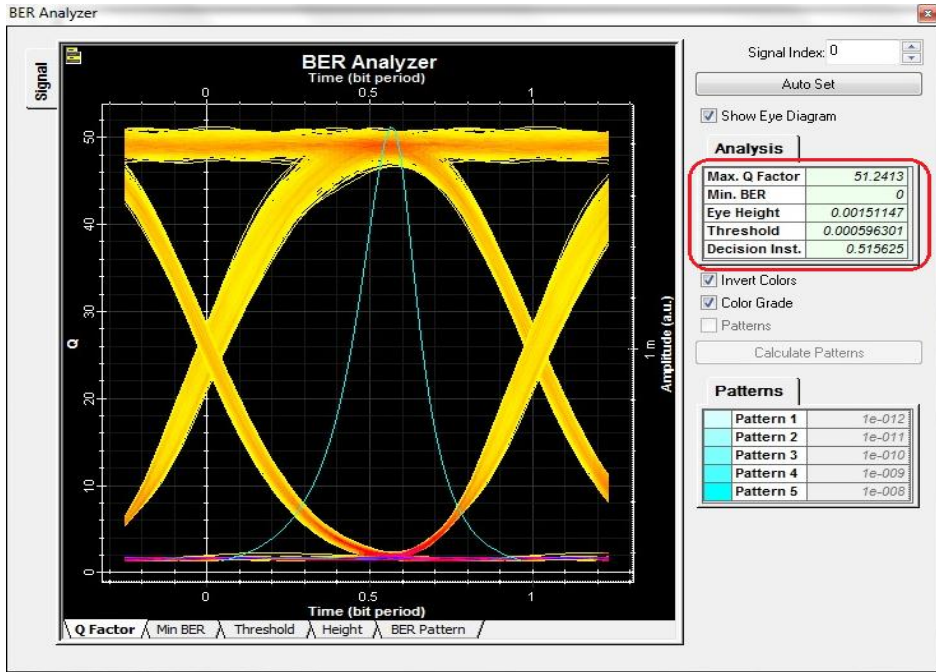 BER Analyzer
Signal
BER Analyzer
Time (bit period)
0 0.5 1
50
40
30
20
10
0
Q
1 m
Amplitude (a.u.)
0 0.5 1
Time (bit period)
Q Factor Min BER Threshold Height BER Pattern
Signal Index: 0
Auto Set
Show Eye Diagram
Analysis
Max. Q Factor 51.2413
Min. BER 0
Eye Height 0.00151147
Threshold 0.000596301
Decision Inst. 0.515625
Invert Colors
Color Grade
Patterns
Calculate Patterns
Patterns
Pattern 1 1e-012
Pattern 2 1e-011
Pattern 3 1e-010
Pattern 4 1e-009
Pattern 5 1e-008